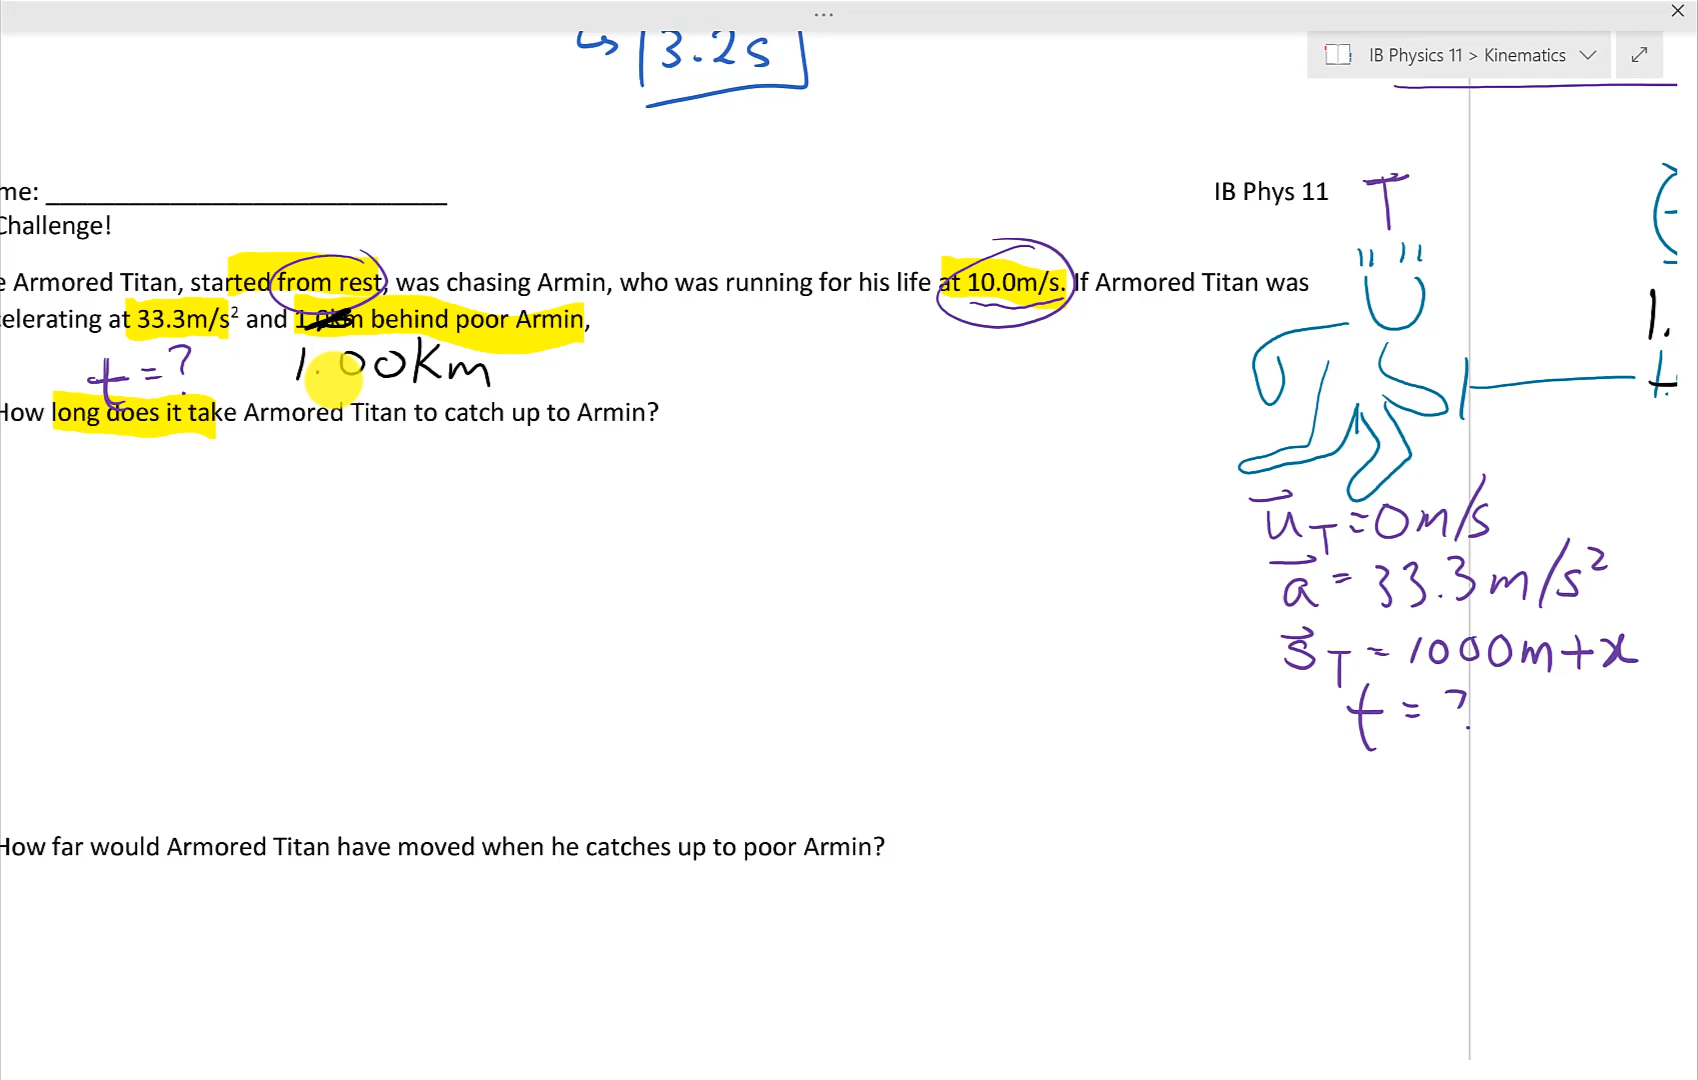 3.2s
IB Physics 11 > Kinematics
me: ____________________________
IB Phys 11
T
Challenge!
e Armored Titan, started from rest, was chasing Armin, who was running for his life at 10.0m/s. If Armored Titan was
celerating at 33.3m/s² and behind poor Armin,
t = ?
1.00Km
1.
t
How long does it take Armored Titan to catch up to Armin?
u⃗T = 0m/s
a⃗ = 33.3m/s²
s⃗T = 1000m+x
t = ?
How far would Armored Titan have moved when he catches up to poor Armin?